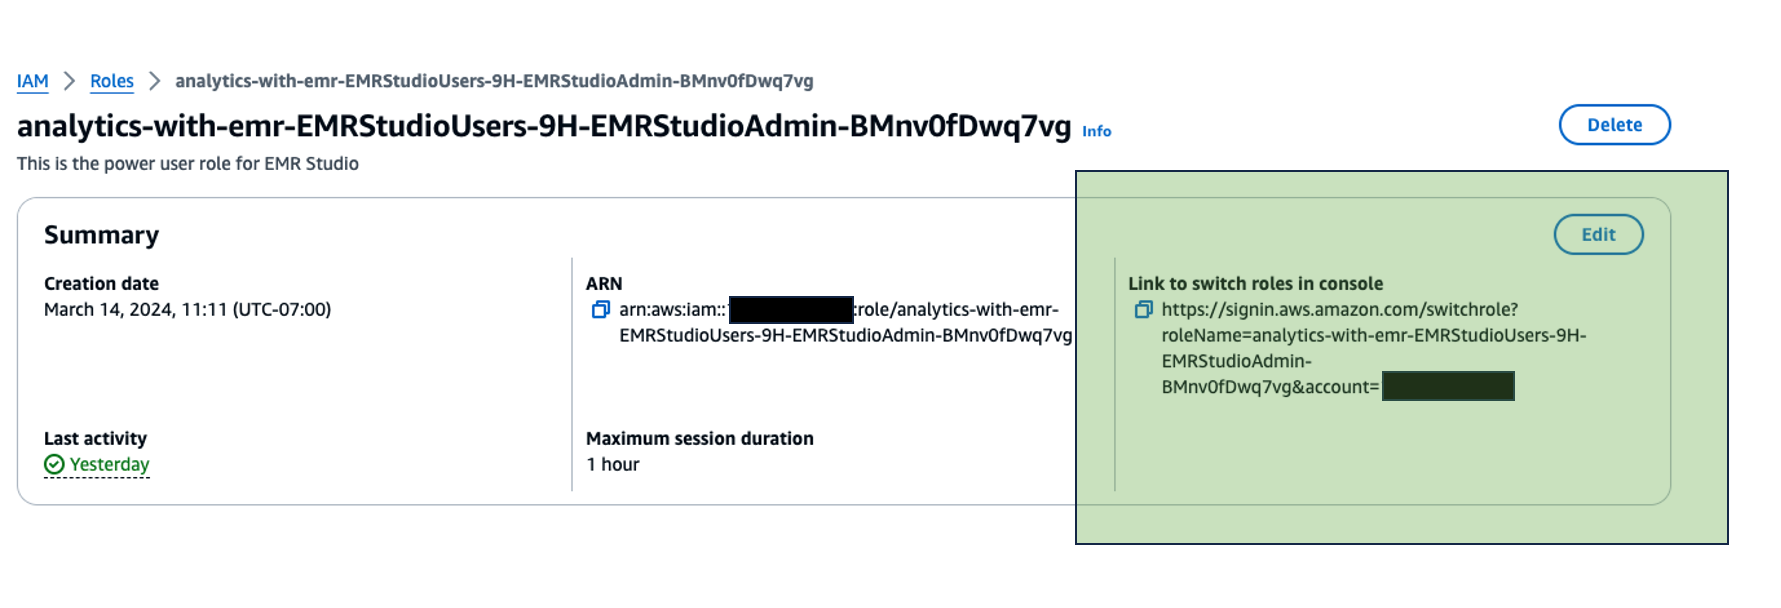 IAM > Roles > analytics-with-emr-EMRStudioUsers-9H-EMRStudioAdmin-BMnv0fDwq7vg
analytics-with-emr-EMRStudioUsers-9H-EMRStudioAdmin-BMnv0fDwq7vg Info
Delete
This is the power user role for EMR Studio
Summary
Edit
Creation date
March 14, 2024, 11:11 (UTC-07:00)
ARN
arn:aws:iam:: :role/analytics-with-emr-
EMRStudioUsers-9H-EMRStudioAdmin-BMnv0fDwq7vg
Link to switch roles in console
https://signin.aws.amazon.com/switchrole?
roleName=analytics-with-emr-EMRStudioUsers-9H-
EMRStudioAdmin-
BMnv0fDwq7vg&account=
Last activity
Yesterday
Maximum session duration
1 hour